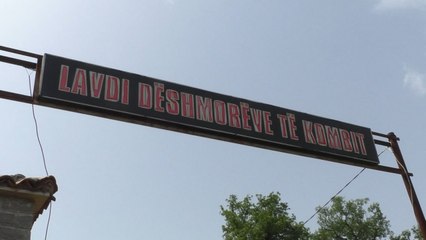 LAVDI DËSHMORËVE TË KOMBIT